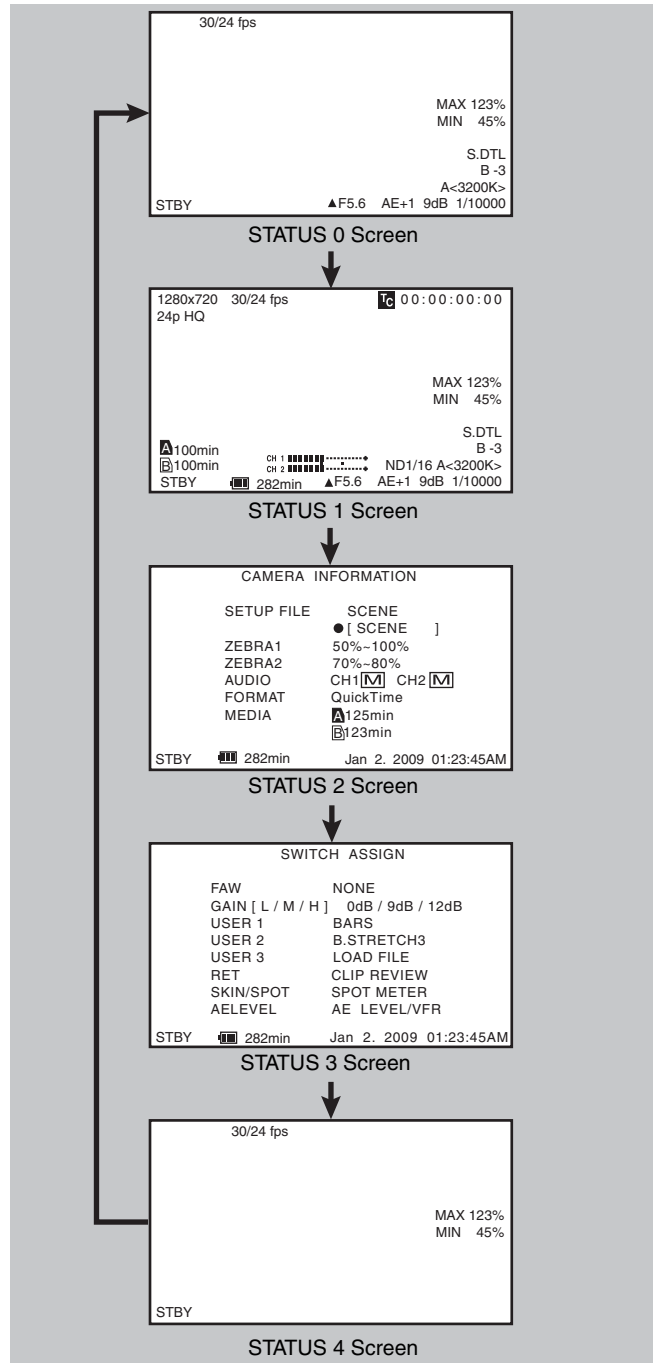 30/24 fps
MAX 123%
MIN 45%
S.DTL
B -3
A<3200K>
STBY ▲F5.6 AE+1 9dB 1/10000
STATUS 0 Screen
1280x720 30/24 fps TC 00:00:00:00
24p HQ
MAX 123%
MIN 45%
S.DTL
A 100min B -3
B 100min CH 1
CH 2 ND1/16 A<3200K>
STBY 282min ▲F5.6 AE+1 9dB 1/10000
STATUS 1 Screen
CAMERA INFORMATION
SETUP FILE SCENE
●[ SCENE ]
ZEBRA1 50%~100%
ZEBRA2 70%~80%
AUDIO CH1 M CH2 M
FORMAT QuickTime
MEDIA A 125min
B 123min
STBY 282min Jan 2. 2009 01:23:45AM
STATUS 2 Screen
SWITCH ASSIGN
FAW NONE
GAIN [ L / M / H ] 0dB / 9dB / 12dB
USER 1 BARS
USER 2 B.STRETCH3
USER 3 LOAD FILE
RET CLIP REVIEW
SKIN/SPOT SPOT METER
AELEVEL AE LEVEL/VFR
STBY 282min Jan 2. 2009 01:23:45AM
STATUS 3 Screen
30/24 fps
MAX 123%
MIN 45%
STBY
STATUS 4 Screen